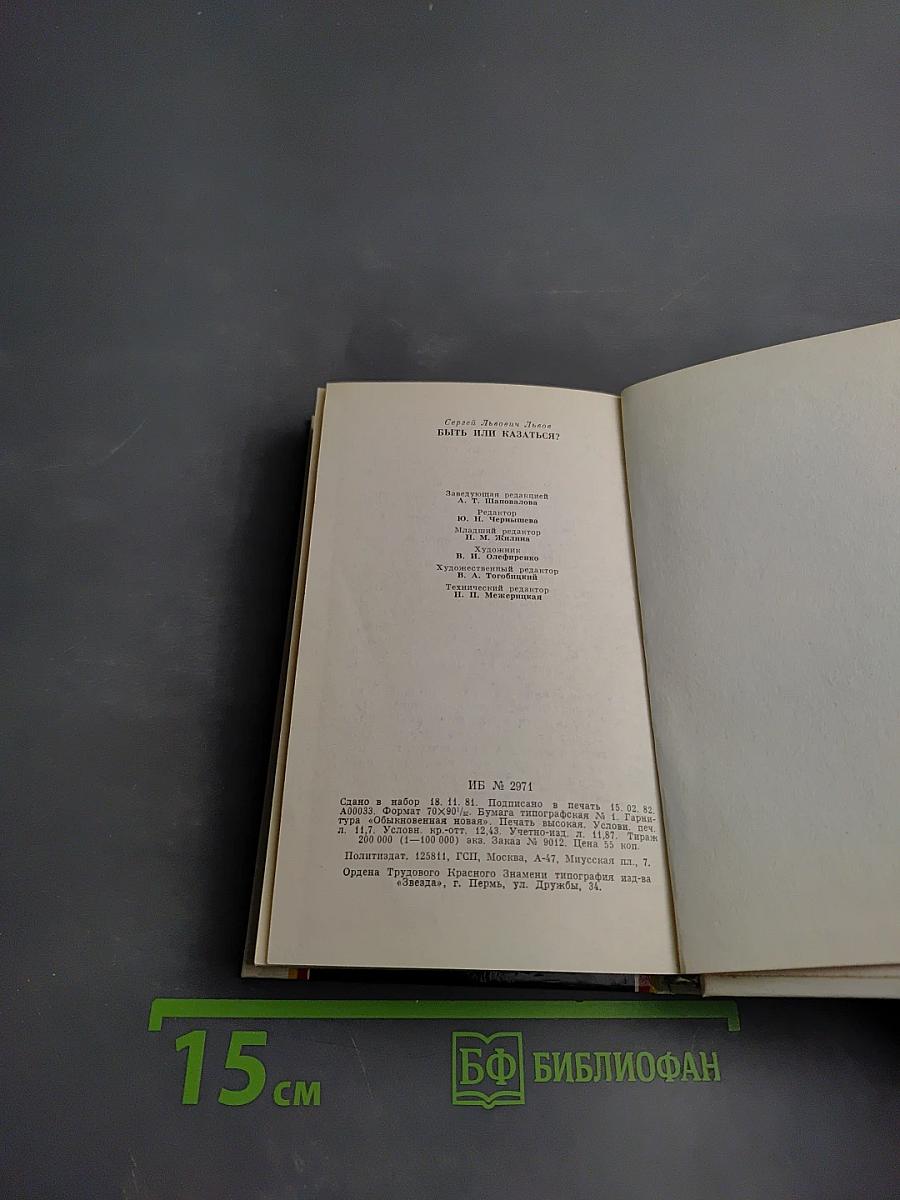 Сергей Львович Львов
БЫТЬ ИЛИ КАЗАТЬСЯ?
Заведующая редакцией
А. Т. Шаповалова
Редактор
Ю. Н. Чернышева
Младший редактор
Н. М. Жилина
Художник
В. И. Олефиренко
Художественный редактор
В. А. Тогобицкий
Технический редактор
Н. П. Межерицкая
ИБ № 2971
Сдано в набор 18.11.81. Подписано в печать 15.02.82.
А00033. Формат 70×90¹/₃₂. Бумага типографская № 1. Гарни-
тура «Обыкновенная новая». Печать высокая. Условн. печ.
л. 11,7. Условн. кр.-отт. 12,43. Учетно-изд. л. 11,87. Тираж
200 000 (1—100 000) экз. Заказ № 9012. Цена 55 коп.
Политиздат. 125811, ГСП, Москва, А-47, Миусская пл., 7.
Ордена Трудового Красного Знамени типография изд-ва
«Звезда», г. Пермь, ул. Дружбы, 34.
15 см
БФ БИБЛИОФАН